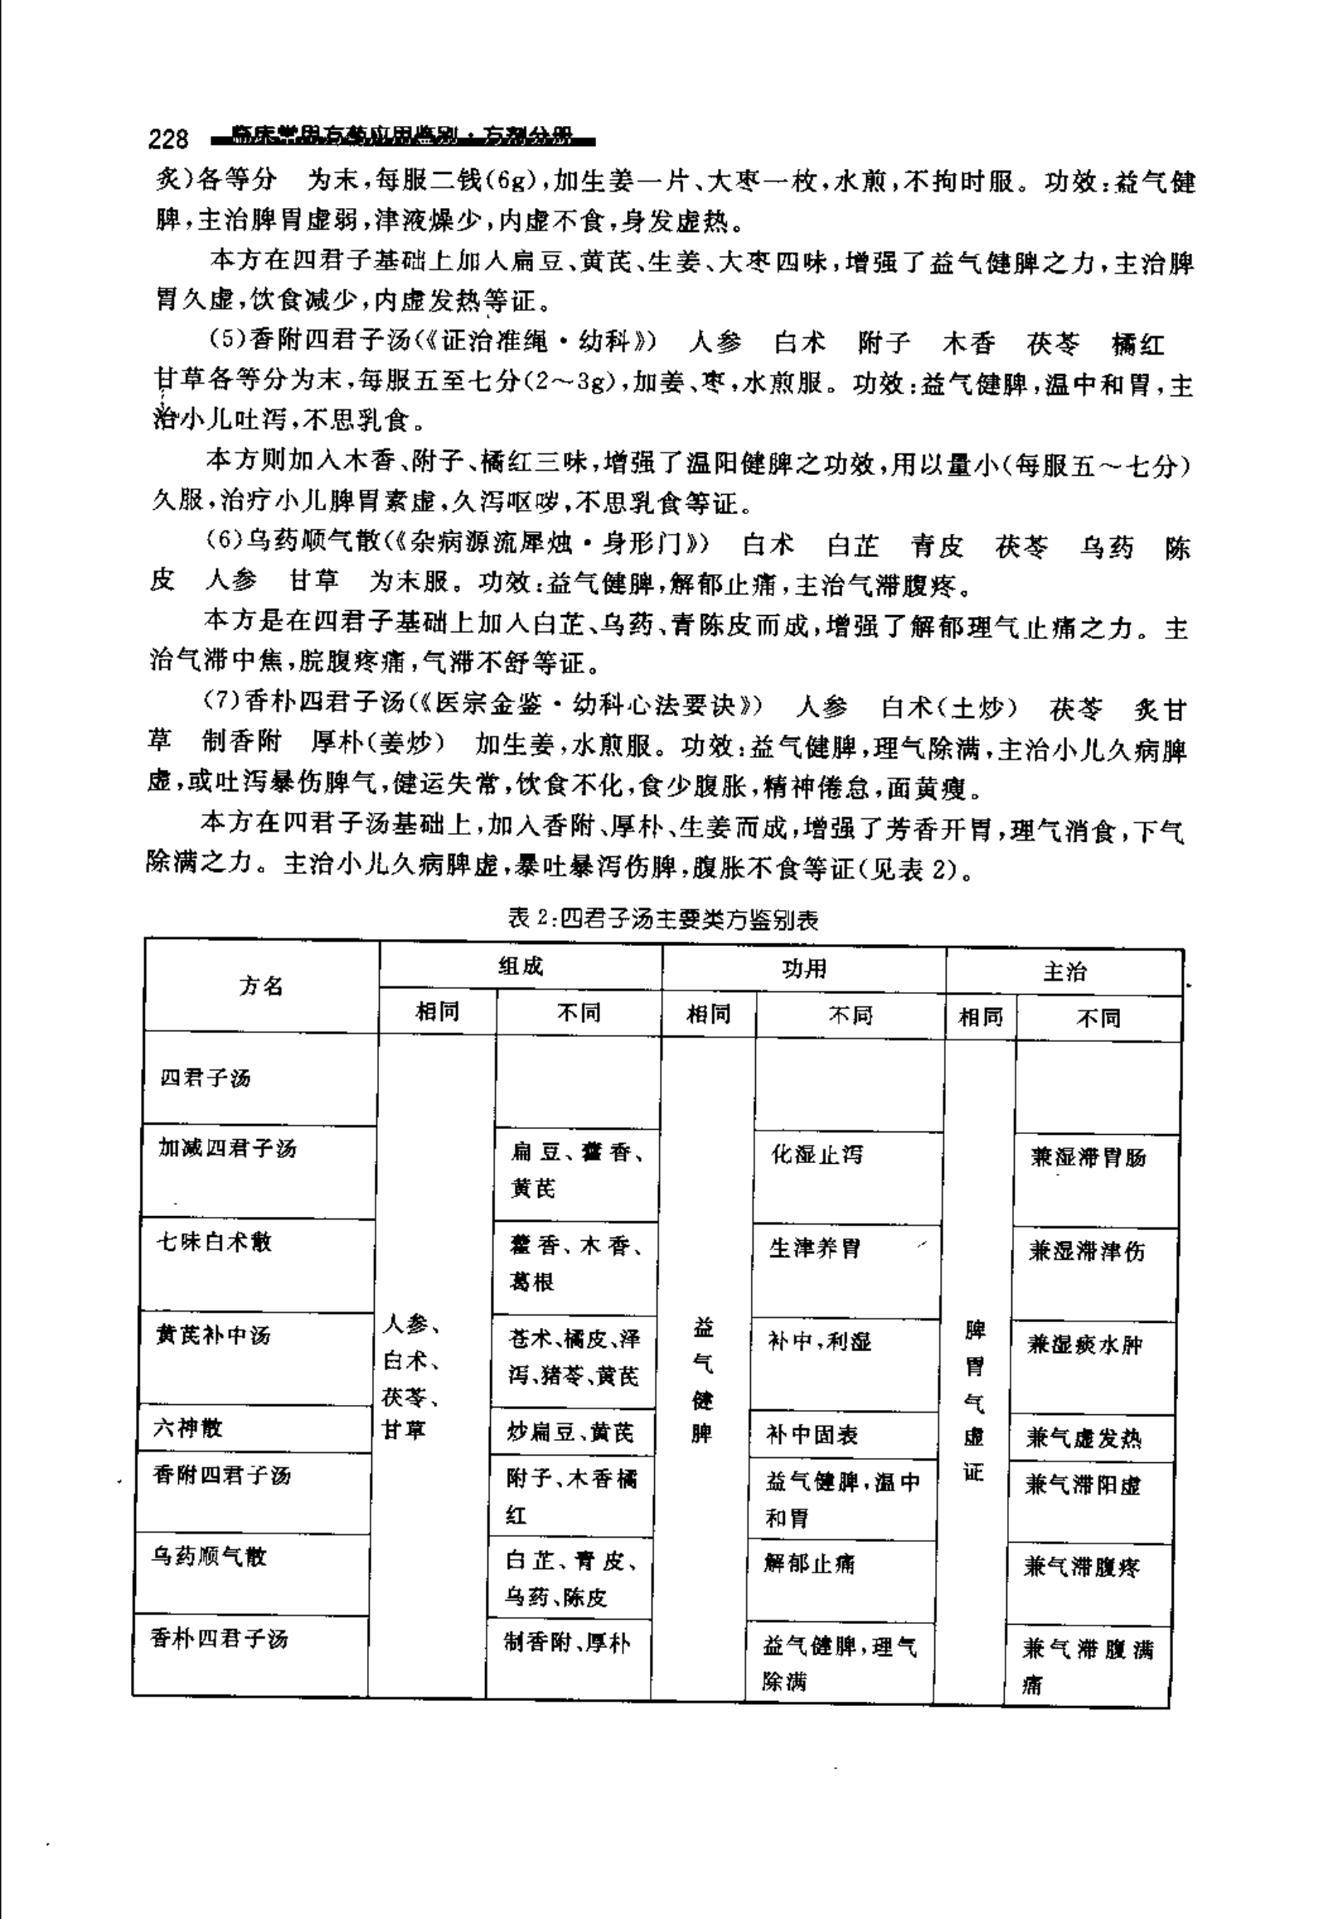 228 临床常用方药应用鉴别·方剂分册
炙)各等分 为末,每服二钱(6g),加生姜一片、大枣一枚,水煎,不拘时服。功效:益气健
脾,主治脾胃虚弱,津液燥少,内虚不食,身发虚热。
本方在四君子基础上加入扁豆、黄芪、生姜、大枣四味,增强了益气健脾之力,主治脾
胃久虚,饮食减少,内虚发热等证。
(5)香附四君子汤(《证治准绳·幼科》) 人参 白术 附子 木香 茯苓 橘红
甘草各等分为末,每服五至七分(2～3g),加姜、枣,水煎服。功效:益气健脾,温中和胃,主
治小儿吐泻,不思乳食。
本方则加入木香、附子、橘红三味,增强了温阳健脾之功效,用以量小(每服五～七分)
久服,治疗小儿脾胃素虚,久泻呕哕,不思乳食等证。
(6)乌药顺气散(《杂病源流犀烛·身形门》) 白术 白芷 青皮 茯苓 乌药 陈
皮 人参 甘草 为末服。功效:益气健脾,解郁止痛,主治气滞腹疼。
本方是在四君子基础上加入白芷、乌药、青陈皮而成,增强了解郁理气止痛之力。主
治气滞中焦,脘腹疼痛,气滞不舒等证。
(7)香朴四君子汤(《医宗金鉴·幼科心法要诀》) 人参 白术(土炒) 茯苓 炙甘
草 制香附 厚朴(姜炒) 加生姜,水煎服。功效:益气健脾,理气除满,主治小儿久病脾
虚,或吐泻暴伤脾气,健运失常,饮食不化,食少腹胀,精神倦怠,面黄瘦。
本方在四君子汤基础上,加入香附、厚朴、生姜而成,增强了芳香开胃,理气消食,下气
除满之力。主治小儿久病脾虚,暴吐暴泻伤脾,腹胀不食等证(见表2)。
表2:四君子汤主要类方鉴别表
方名 组成 功用 主治
相同 不同 相同 不同 相同 不同
四君子汤
加减四君子汤 扁豆、藿香、 化湿止泻 兼湿滞胃肠
黄芪
七味白术散 藿香、木香、 生津养胃 兼湿滞津伤
葛根
人参、
白术、
茯苓、
甘草
益
气
健
脾
脾
胃
气
虚
证
黄芪补中汤 苍术、橘皮、泽 补中,利湿 兼湿痰水肿
泻、猪苓、黄芪
六神散 炒扁豆、黄芪 补中固表 兼气虚发热
香附四君子汤 附子、木香橘 益气健脾,温中 兼气滞阳虚
红 和胃
乌药顺气散 白芷、青皮、 解郁止痛 兼气滞腹疼
乌药、陈皮
香朴四君子汤 制香附、厚朴 益气健脾,理气 兼气滞腹满
除满 痛